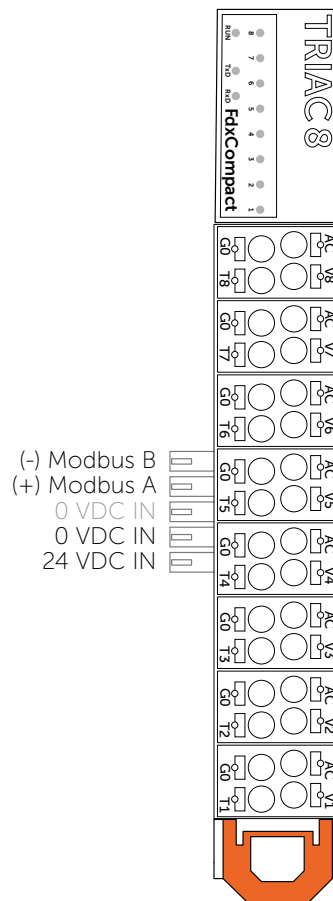 TRIAC8
8
7
6
5
4
3
2
1
RUN
TxD
RxD
FdxCompact
AC V8
G0 T8
AC V7
G0 T7
AC V6
G0 T6
AC V5
G0 T5
AC V4
G0 T4
AC V3
G0 T3
AC V2
G0 T2
AC V1
G0 T1
(-) Modbus B
(+) Modbus A
0 VDC IN
0 VDC IN
24 VDC IN